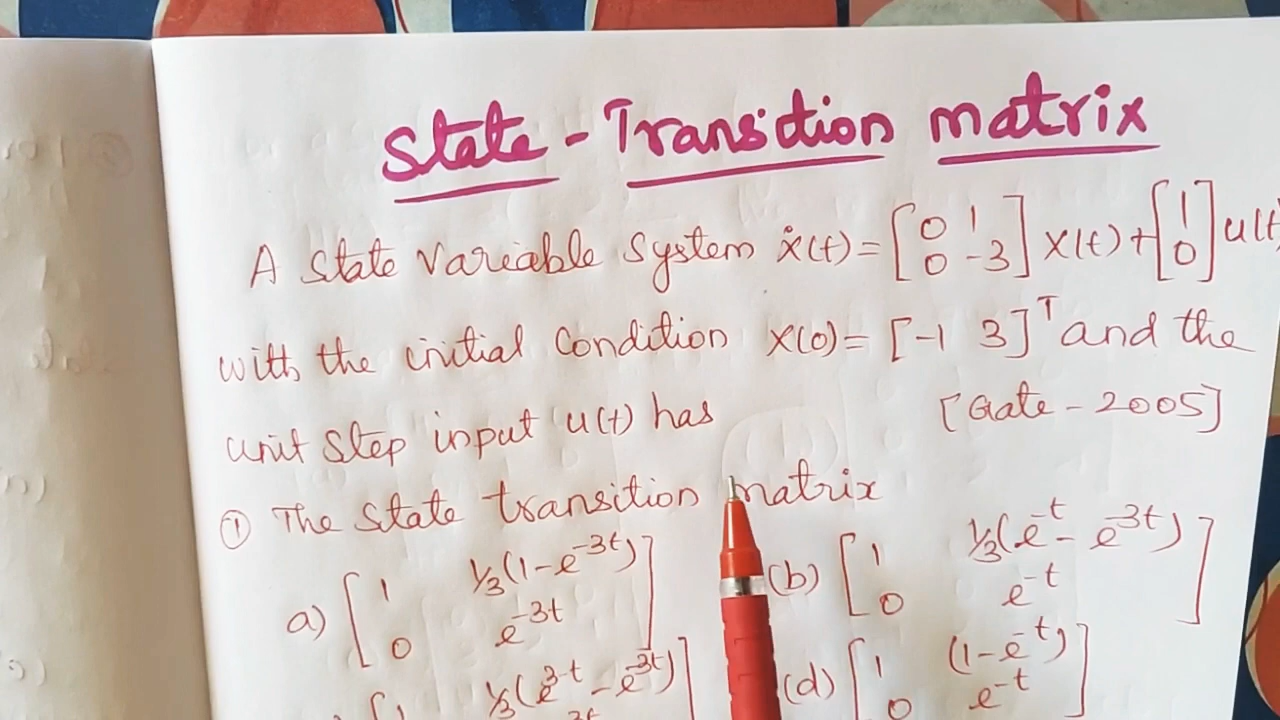 State - Transition matrix
A State Variable System ẋ(t) = [0 1; 0 -3] X(t) + [1; 0] u(t)
with the initial condition X(0) = [-1 3]ᵀ and the
unit step input u(t) has [Gate - 2005]
① The State transition matrix
a) [1 ⅓(1-e⁻³ᵗ); 0 e⁻³ᵗ] (b) [1 ⅓(e⁻ᵗ - e⁻³ᵗ); 0 e⁻ᵗ]
[1 ⅓(e³⁻ᵗ - e⁻³ᵗ)] (d) [1 (1-e⁻ᵗ); 0 e⁻ᵗ]